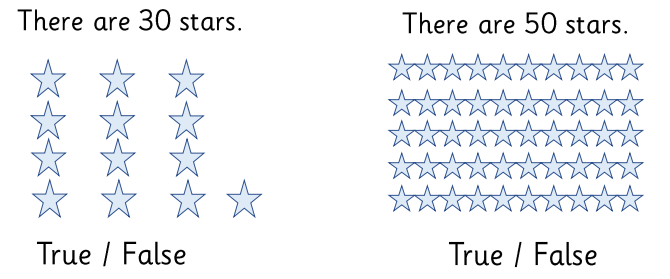 There are 30 stars.
True / False
There are 50 stars.
True / False